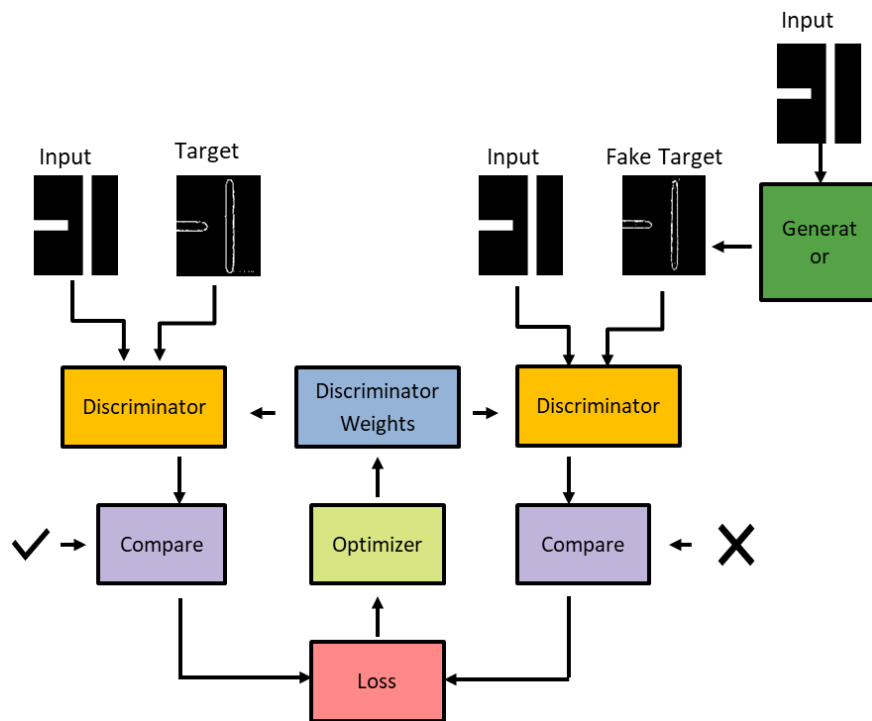 Input
Input
Target
Input
Fake Target
Generat
or
Discriminator
Discriminator
Weights
Discriminator
Compare
Optimizer
Compare
Loss